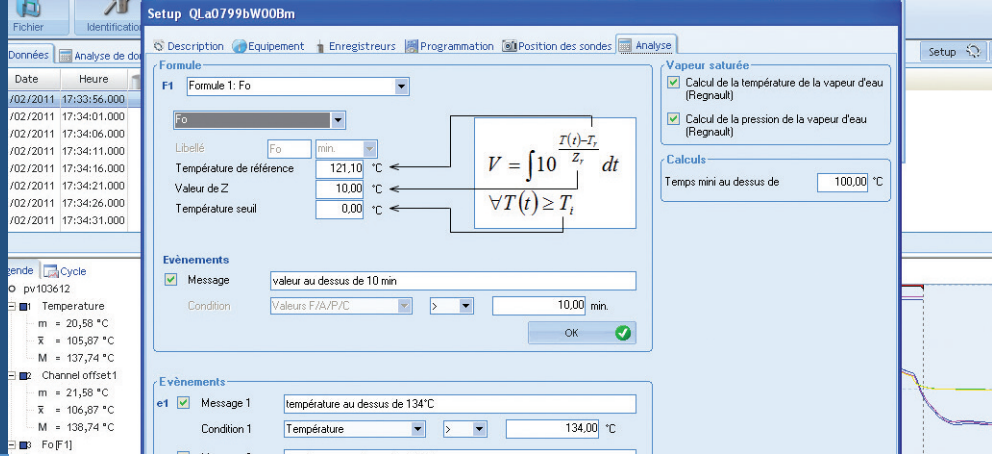 Fichier
Identification
Setup QLa0799bW00Bm
Description Equipement Enregistreurs Programmation Position des sondes Analyse
Setup
Données Analyse de do
Date Heure
/02/2011 17:33:56.000
/02/2011 17:34:01.000
/02/2011 17:34:06.000
/02/2011 17:34:11.000
/02/2011 17:34:16.000
/02/2011 17:34:21.000
/02/2011 17:34:26.000
/02/2011 17:34:31.000
Formule
F1 Formule 1: Fo
Fo
Libellé Fo min.
Température de référence 121,10 °C
Valeur de Z 10,00 °C
Température seuil 0,00 °C
V = ∫10^((T(t)-T_r)/Z_r) dt
∀T(t) ≥ T_i
Evènements
Message valeur au dessus de 10 min
Condition Valeurs F/A/P/C > 10,00 min.
OK
Vapeur saturée
Calcul de la température de la vapeur d'eau
(Regnault)
Calcul de la pression de la vapeur d'eau
(Regnault)
Calculs
Temps mini au dessus de 100,00 °C
gende Cycle
pv103612
1 Temperature
m = 20,58 °C
x̅ = 105,87 °C
M = 137,74 °C
2 Channel offset1
m = 21,58 °C
x̅ = 106,87 °C
M = 138,74 °C
3 Fo[F1]
Evènements
e1 Message 1 température au dessus de 134°C
Condition 1 Température > 134,00 °C